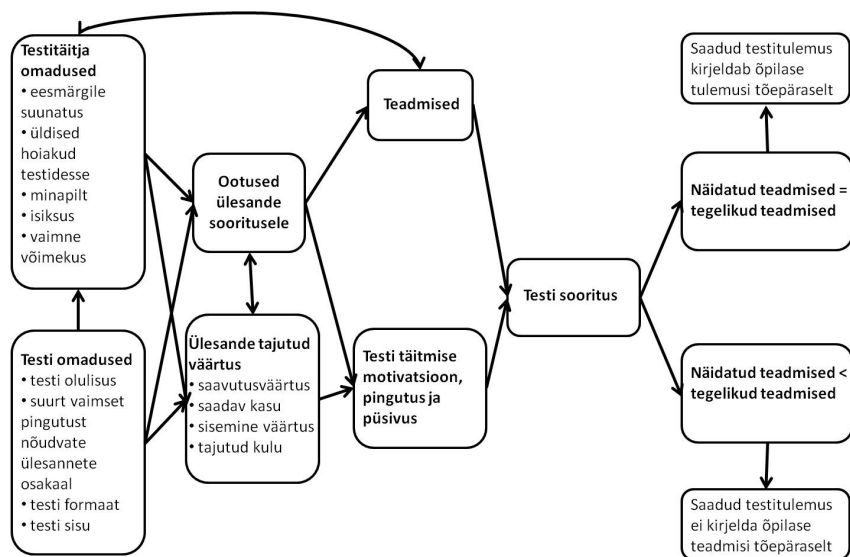 Testitäitja
omadused
• eesmärgile
suunatus
• üldised
hoiakud
testidesse
• minapilt
• isiksus
• vaimne
võimekus
Testi omadused
• testi olulisus
• suurt vaimset
pingutust
nõudvate
ülesannete
osakaal
• testi formaat
• testi sisu
Ootused
ülesande
sooritusele
Ülesande tajutud
väärtus
• saavutusväärtus
• saadav kasu
• sisemine väärtus
• tajutud kulu
Teadmised
Testi täitmise
motivatsioon,
pingutus ja
püsivus
Testi sooritus
Saadud testitulemus
kirjeldab õpilase
tulemusi tõepäraselt
Näidatud teadmised =
tegelikud teadmised
Näidatud teadmised <
tegelikud teadmised
Saadud testitulemus
ei kirjelda õpilase
teadmisi tõepäraselt